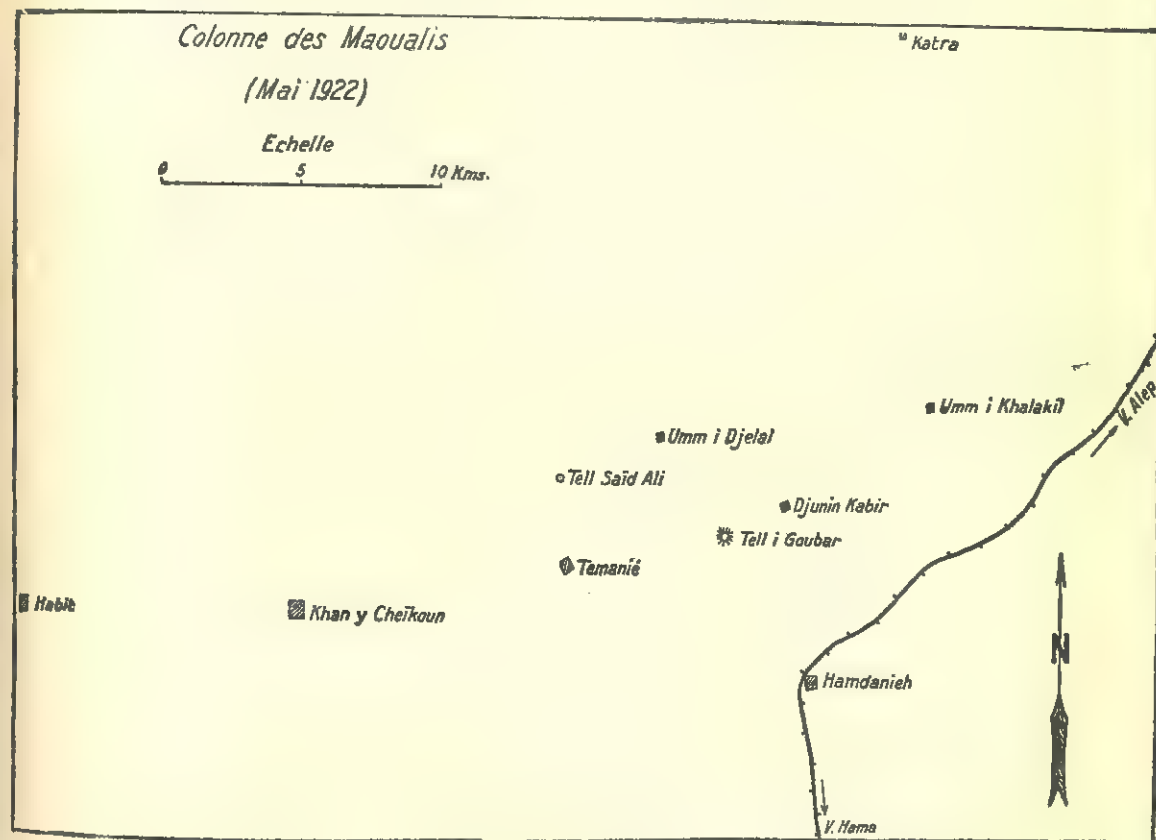 Colonne des Maoualis
(Mai 1922)
Echelle
0 5 10 Kms.
Katra
Umm i Khalakil
V. Alep
Umm i Djelal
Tell Saïd Ali
Djunin Kabir
Tell i Goubar
Temanié
Habit
Khan y Cheïkoun
N
Hamdanieh
V. Hama